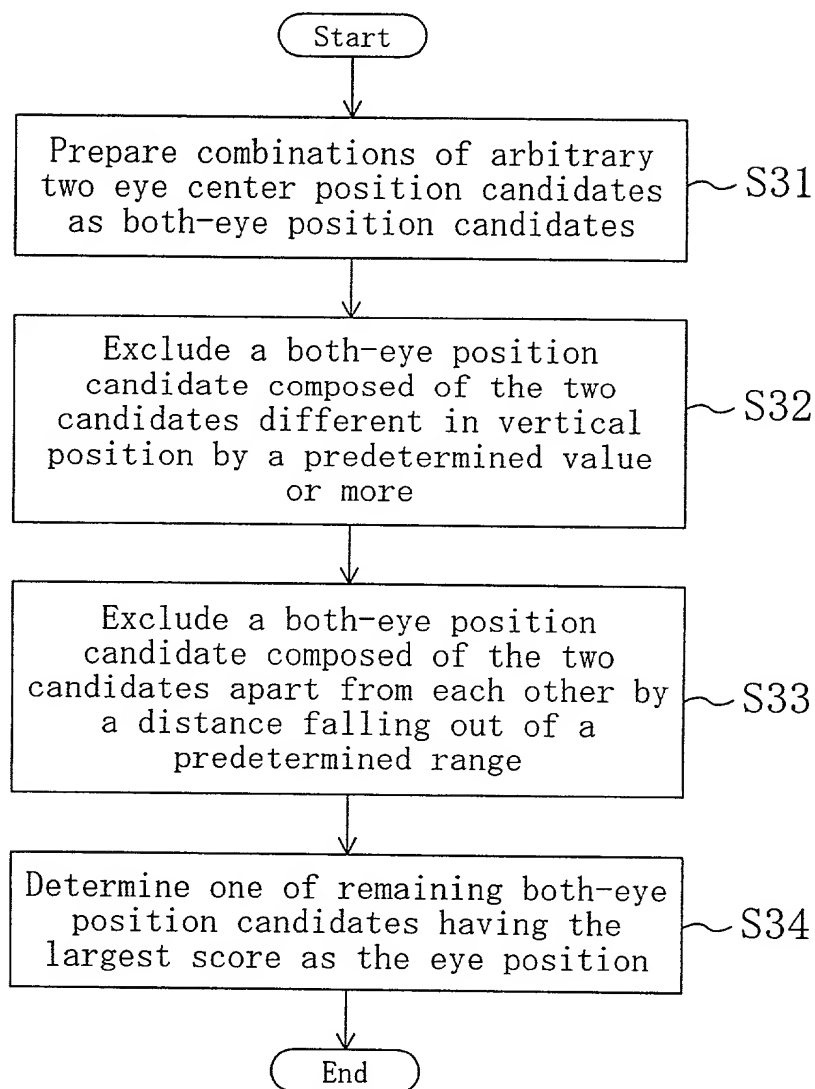 Start
Prepare combinations of arbitrary
two eye center position candidates
as both-eye position candidates
S31
Exclude a both-eye position
candidate composed of the two
candidates different in vertical
position by a predetermined value
or more
S32
Exclude a both-eye position
candidate composed of the two
candidates apart from each other by
a distance falling out of a
predetermined range
S33
Determine one of remaining both-eye
position candidates having the
largest score as the eye position
S34
End